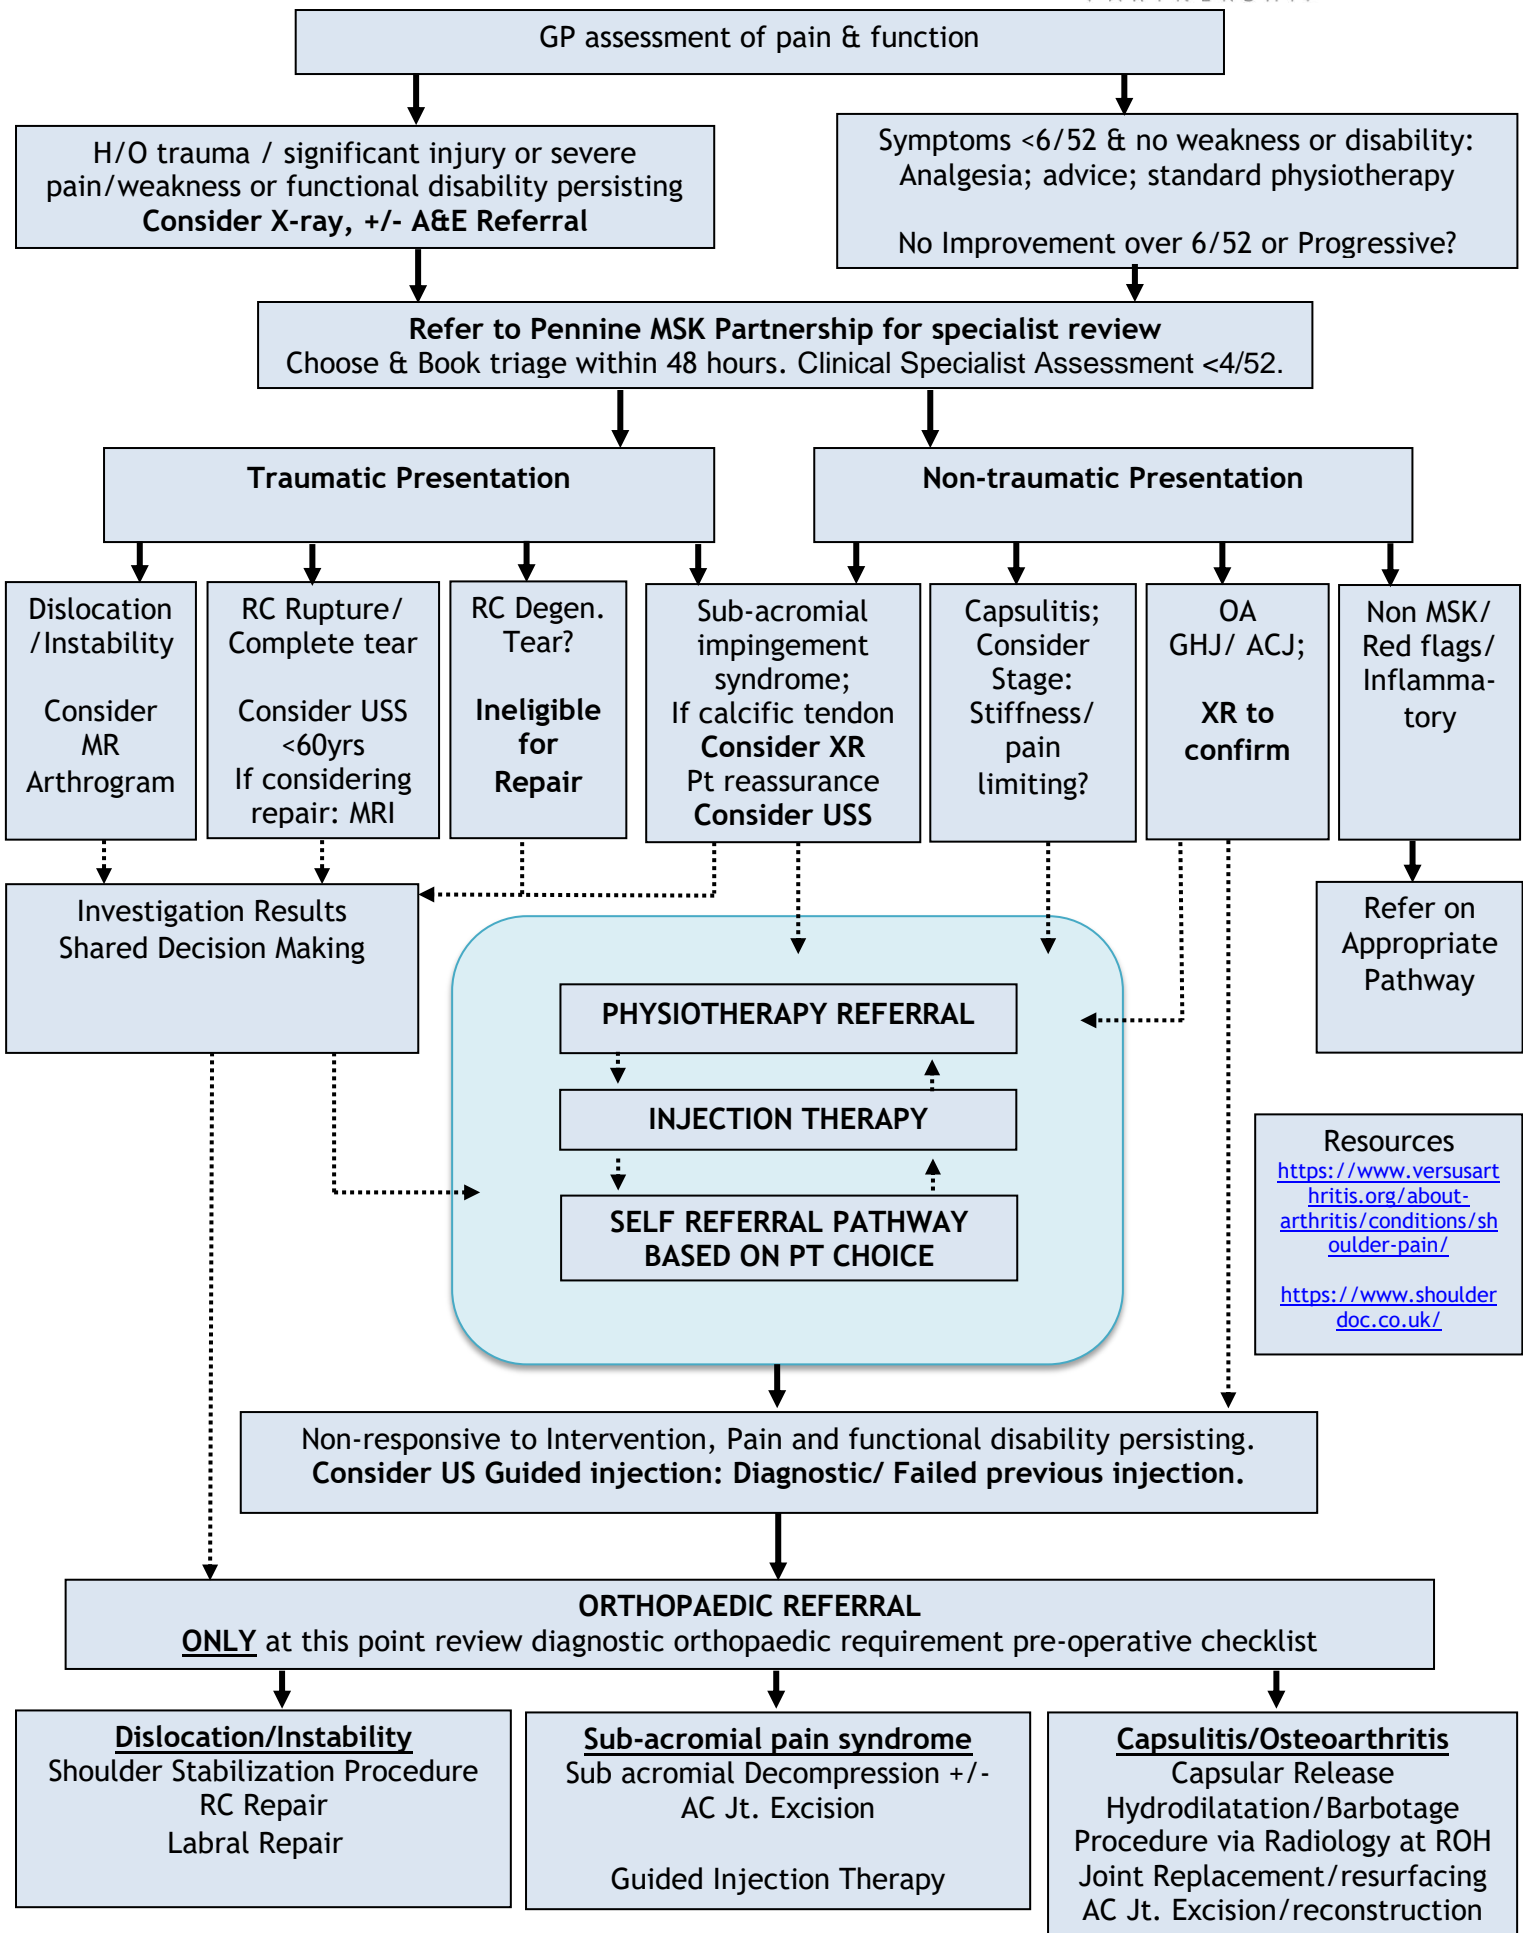 GP assessment of pain & function
H/O trauma / significant injury or severe
pain/weakness or functional disability persisting
Consider X-ray, +/- A&E Referral
Symptoms <6/52 & no weakness or disability:
Analgesia; advice; standard physiotherapy
No Improvement over 6/52 or Progressive?
Refer to Pennine MSK Partnership for specialist review
Choose & Book triage within 48 hours. Clinical Specialist Assessment <4/52.
Traumatic Presentation
Non-traumatic Presentation
Dislocation
/Instability
Consider
MR
Arthrogram
RC Rupture/
Complete tear
Consider USS
<60yrs
If considering
repair: MRI
RC Degen.
Tear?
Ineligible
for
Repair
Sub-acromial
impingement
syndrome;
If calcific tendon
Consider XR
Pt reassurance
Consider USS
Capsulitis;
Consider
Stage:
Stiffness/
pain
limiting?
OA
GHJ/ ACJ;
XR to
confirm
Non MSK/
Red flags/
Inflamma-
tory
Investigation Results
Shared Decision Making
Refer on
Appropriate
Pathway
PHYSIOTHERAPY REFERRAL
INJECTION THERAPY
SELF REFERRAL PATHWAY
BASED ON PT CHOICE
Resources
https://www.versusart
hritis.org/about-
arthritis/conditions/sh
oulder-pain/
https://www.shoulder
doc.co.uk/
Non-responsive to Intervention, Pain and functional disability persisting.
Consider US Guided injection: Diagnostic/ Failed previous injection.
ORTHOPAEDIC REFERRAL
ONLY at this point review diagnostic orthopaedic requirement pre-operative checklist
Dislocation/Instability
Shoulder Stabilization Procedure
RC Repair
Labral Repair
Sub-acromial pain syndrome
Sub acromial Decompression +/-
AC Jt. Excision
Guided Injection Therapy
Capsulitis/Osteoarthritis
Capsular Release
Hydrodilatation/Barbotage
Procedure via Radiology at ROH
Joint Replacement/resurfacing
AC Jt. Excision/reconstruction